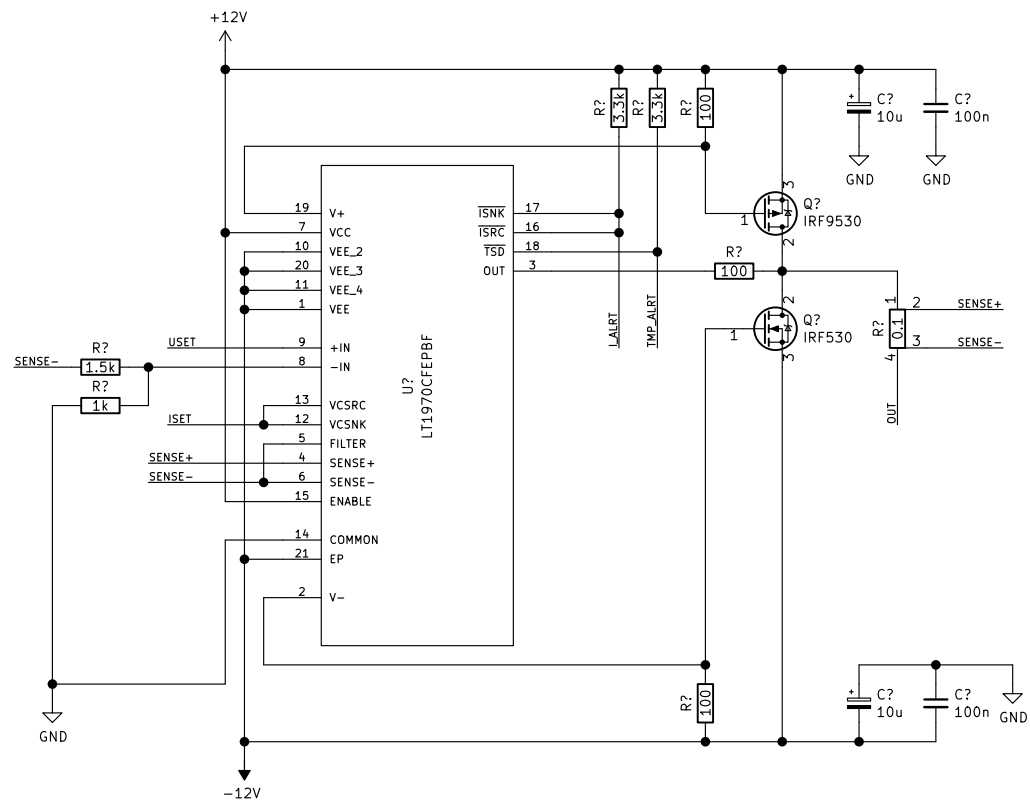 +12V
R?
3.3k
R?
3.3k
R?
100
C?
10u
C?
100n
GND
GND
19
V+
7
VCC
10
VEE_2
20
VEE_3
11
VEE_4
1
VEE
9
+IN
8
-IN
13
VCSRC
12
VCSNK
5
FILTER
4
SENSE+
6
SENSE-
15
ENABLE
14
COMMON
21
EP
2
V-
U?
LT1970CFEPBF
ISNK
17
ISRC
16
TSD
18
OUT
3
I_ALRT
TMP_ALRT
R?
100
3
1
2
Q?
IRF9530
2
1
3
Q?
IRF530
1
2
SENSE+
R?
0.1
3
SENSE-
4
OUT
USET
SENSE-
R?
1.5k
R?
1k
ISET
SENSE+
SENSE-
GND
R?
100
C?
10u
C?
100n
GND
-12V